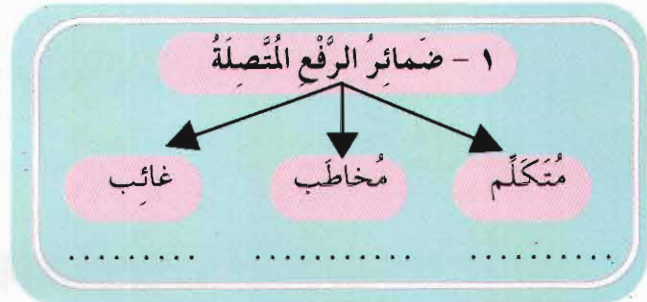 ١ - ضَمائِرُ الرَّفْعِ المُتَّصِلَةُ
مُتَكَلِّم مُخاطَب غائِب
.......... ........... .........